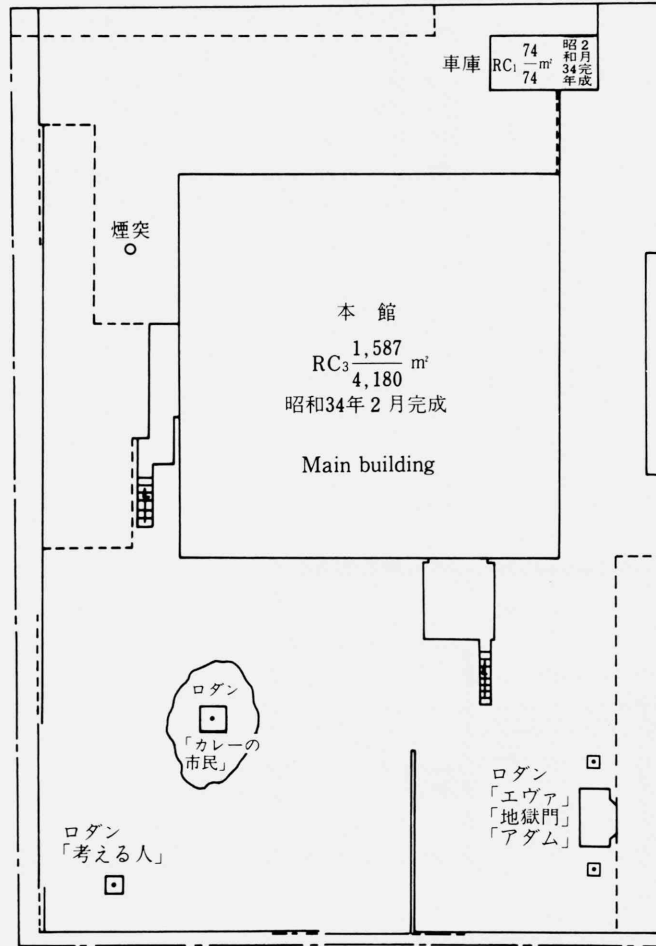 車庫
RC₁ 74/74 m²
昭和34年
2月完成
煙突
本 館
RC₃ 1,587/4,180 m²
昭和34年2月完成
Main building
ロダン
「カレーの
市民」
ロダン
「エヴァ」
「地獄門」
「アダム」
ロダン
「考える人」